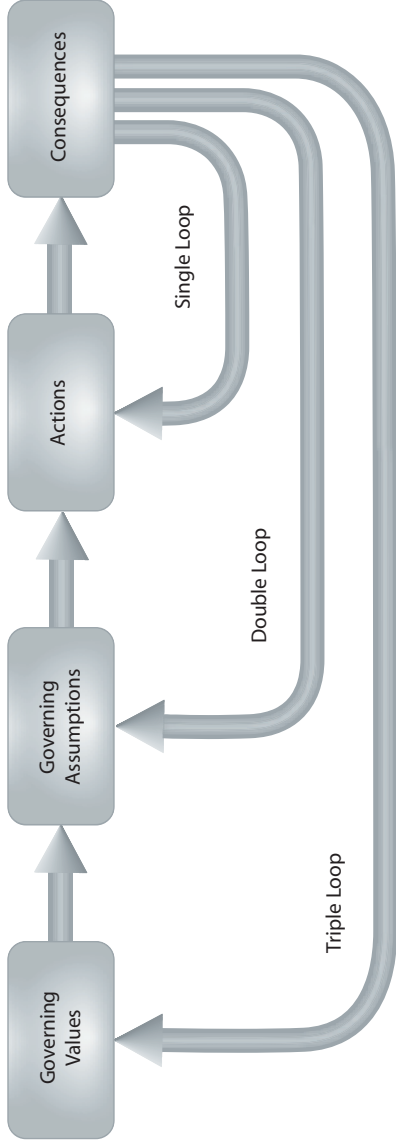 Governing
Values
Governing
Assumptions
Actions
Consequences
Single Loop
Double Loop
Triple Loop